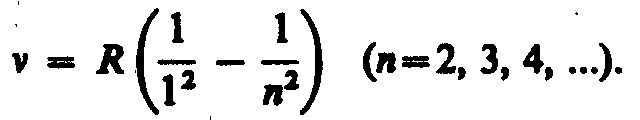 ν = R(1/1² − 1/n²) (n=2, 3, 4, ...).